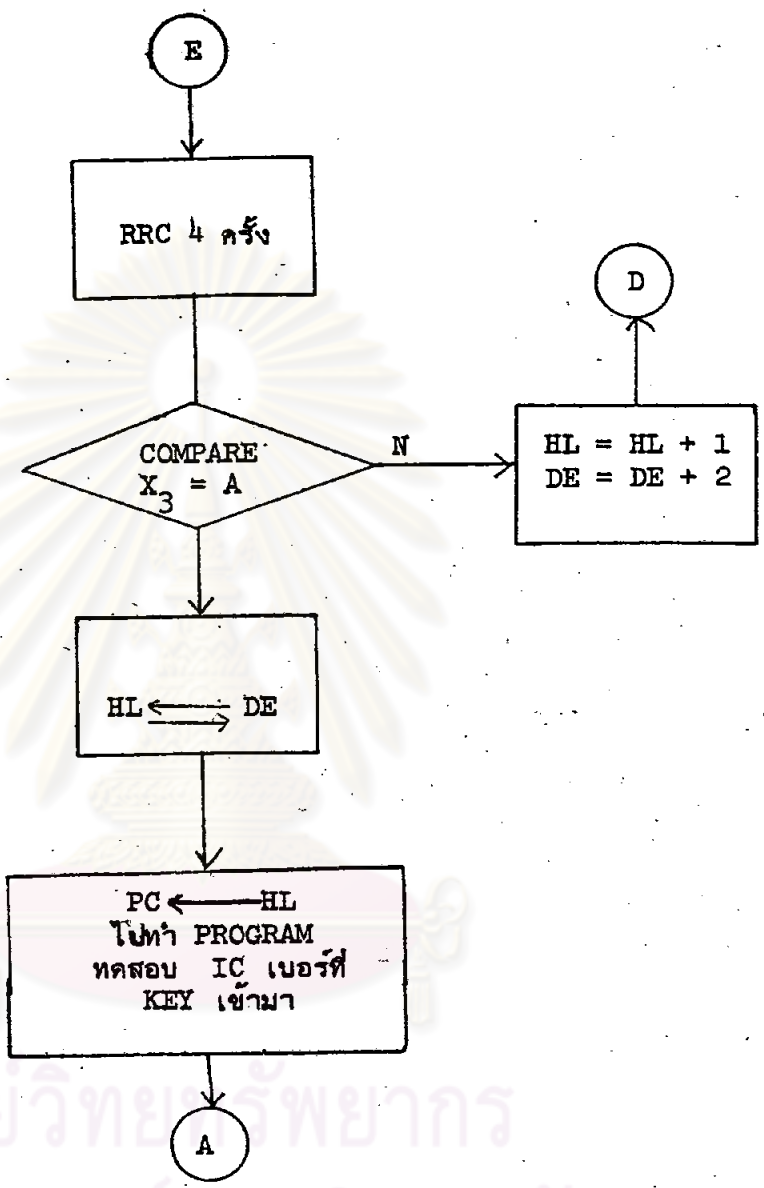 E
RRC 4 ครั้ง
D
COMPARE
X3 = A
N
HL = HL + 1
DE = DE + 2
HL ⟵⟶ DE
PC ⟵ HL
ไปทำ PROGRAM
ทดสอบ IC เบอร์ที่
KEY เข้ามา
A